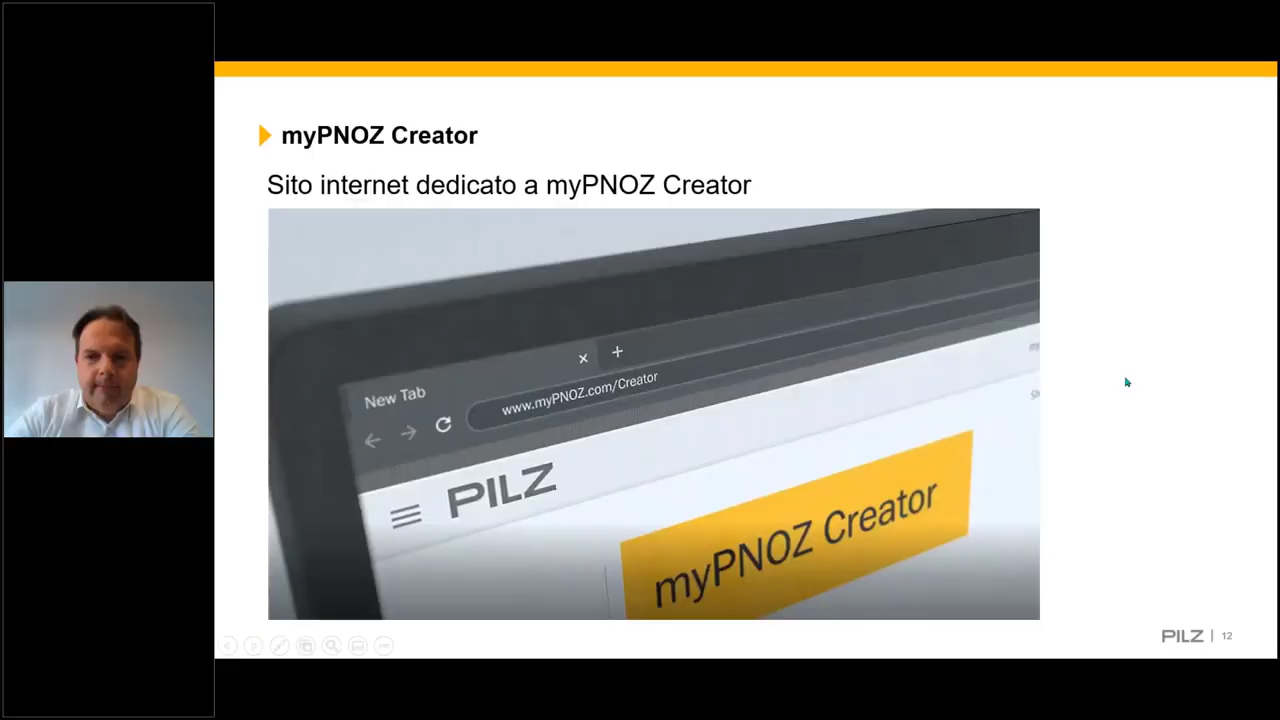 myPNOZ Creator
Sito internet dedicato a myPNOZ Creator
New Tab
www.myPNOZ.com/Creator
PILZ
myPNOZ Creator
PILZ | 12